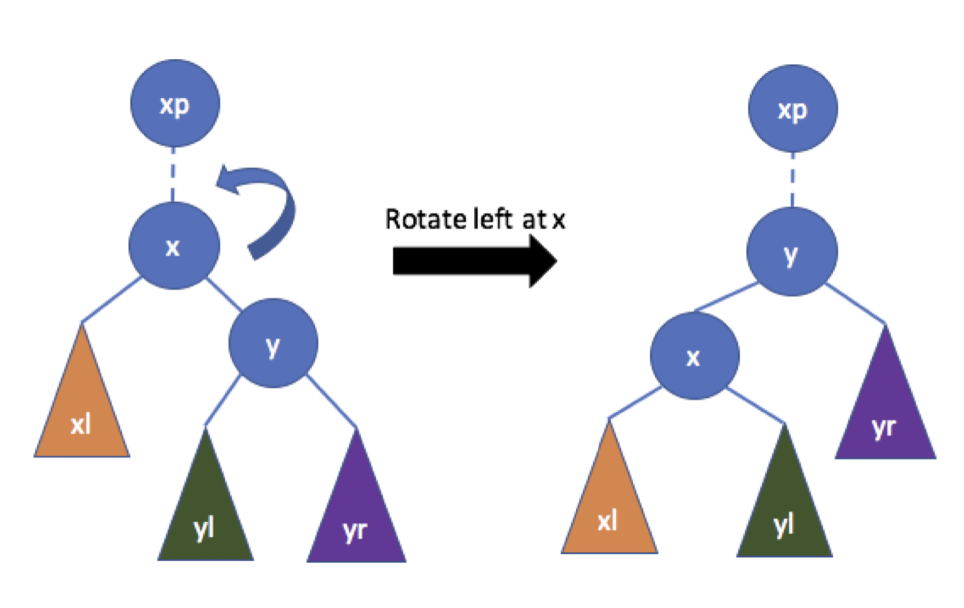 xp
x
y
xl
yl
yr
Rotate left at x
xp
y
x
yr
xl
yl